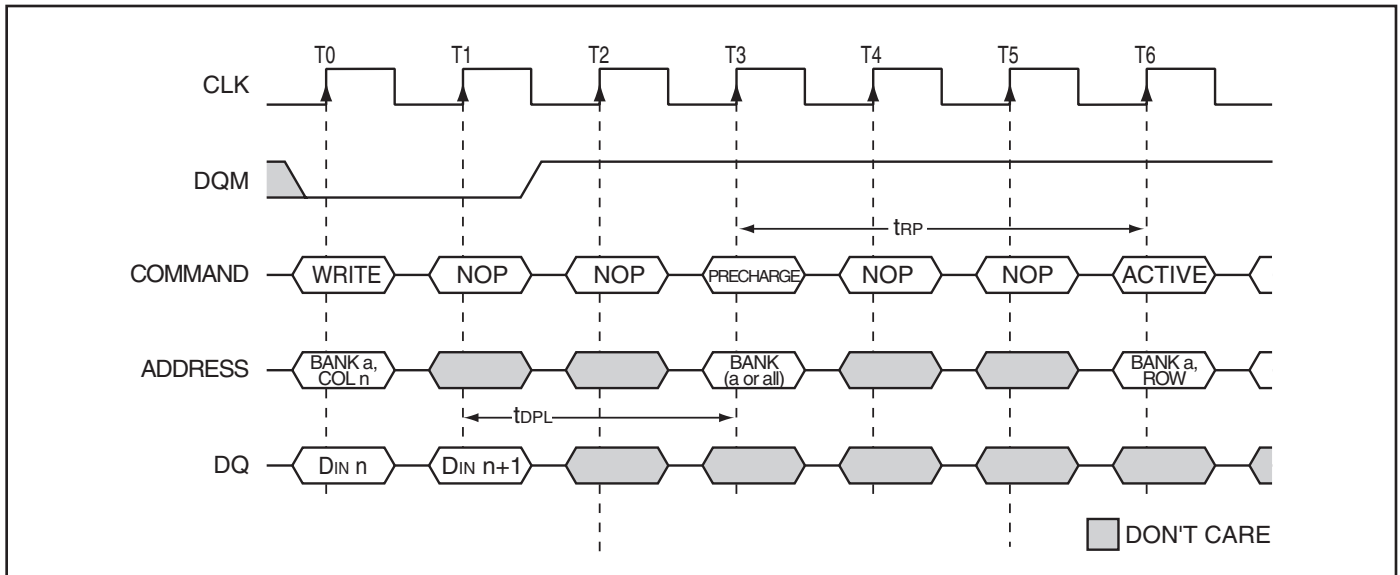 T0 T1 T2 T3 T4 T5 T6
CLK
DQM
tRP
COMMAND WRITE NOP NOP PRECHARGE NOP NOP ACTIVE
ADDRESS BANK a, COL n BANK (a or all) BANK a, ROW
tDPL
DQ DIN n DIN n+1
DON'T CARE